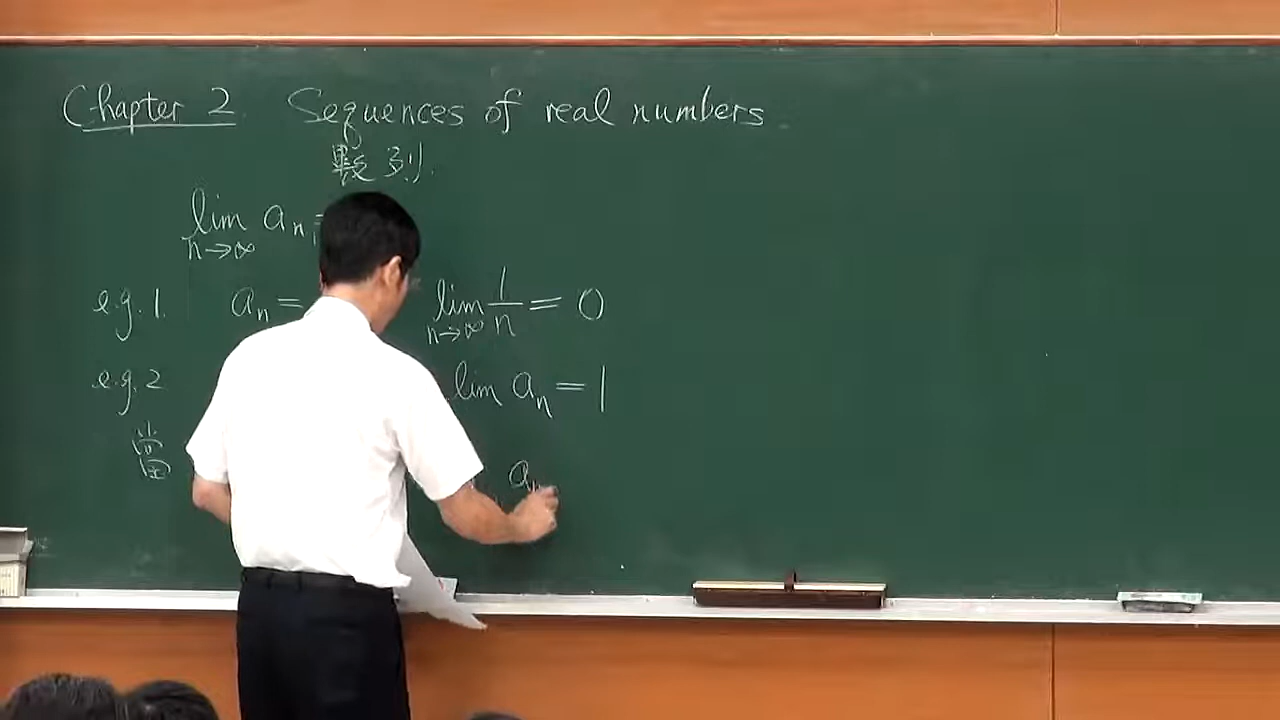 Chapter 2 Sequences of real numbers
數列.
lim a_n =
n→∞
e.g. 1. a_n = lim 1/n = 0
n→∞
e.g. 2 lim a_n = 1
當 a_n